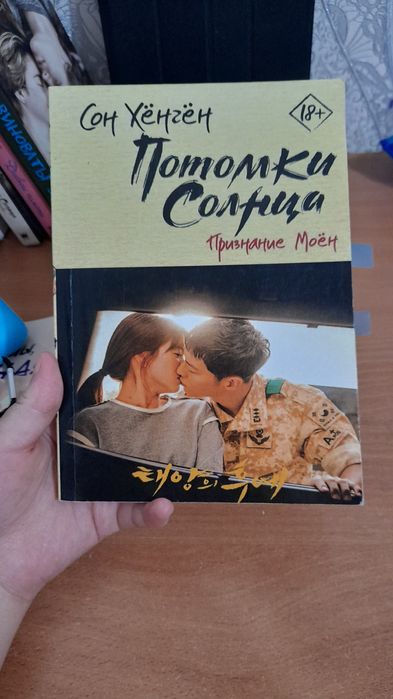 Сон Хёнгён
18+
Потомки
Солнца
Признание Моён
태양의 후예